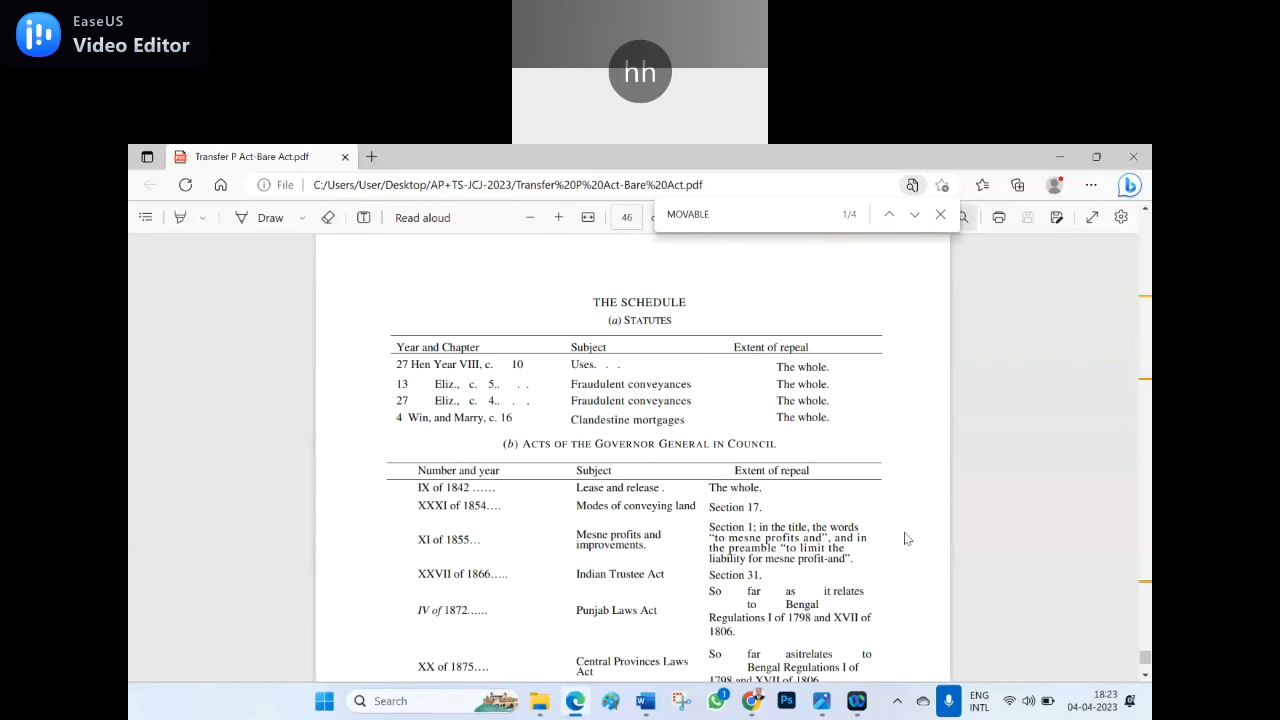 EaseUS
Video Editor
hh
Transfer P Act-Bare Act.pdf
File C:/Users/User/Desktop/AP+TS-JCJ-2023/Transfer%20P%20Act-Bare%20Act.pdf
Draw Read aloud 46 MOVABLE 1/4
THE SCHEDULE
(a) STATUTES
Year and Chapter Subject Extent of repeal
27 Hen Year VIII, c. 10 Uses. . . The whole.
13 Eliz., c. 5.. . . Fraudulent conveyances The whole.
27 Eliz., c. 4.. . . Fraudulent conveyances The whole.
4 Win, and Marry, c. 16 Clandestine mortgages The whole.
(b) ACTS OF THE GOVERNOR GENERAL IN COUNCIL
Number and year Subject Extent of repeal
IX of 1842 …… Lease and release . The whole.
XXXI of 1854…. Modes of conveying land Section 17.
XI of 1855… Mesne profits and improvements. Section 1; in the title, the words
“to mesne profits and”, and in
the preamble “to limit the
liability for mesne profit-and”.
XXVII of 1866….. Indian Trustee Act Section 31.
IV of 1872…... Punjab Laws Act So far as it relates
to Bengal
Regulations I of 1798 and XVII of
1806.
XX of 1875…. Central Provinces Laws Act So far asitrelates to
Bengal Regulations I of
1798 and XVII of 1806
Search
1
ENG
INTL
18:23
04-04-2023